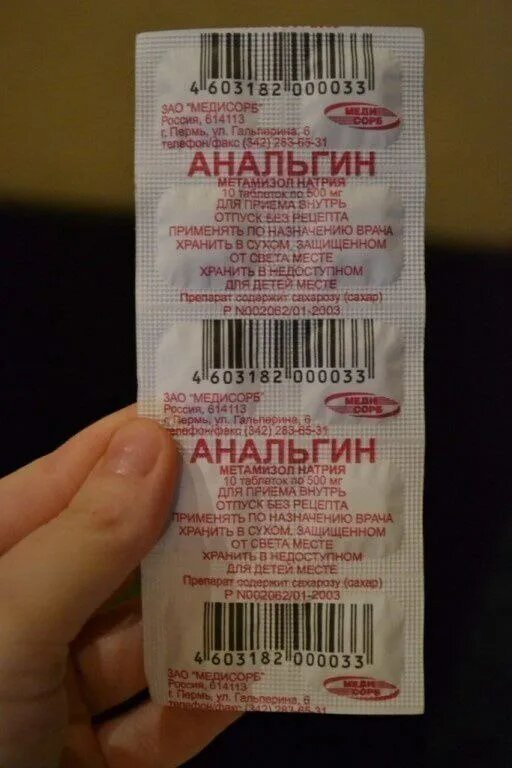 4 603182 000033
ЗАО "МЕДИСОРБ"
Россия, 614113
г. Пермь, ул. Гальперина, 6
телефон/факс (342) 283-65-31
МЕДИ
СОРБ
АНАЛЬГИН
МЕТАМИЗОЛ НАТРИЯ
10 таблеток по 500 мг
ДЛЯ ПРИЕМА ВНУТРЬ
ОТПУСК БЕЗ РЕЦЕПТА
ПРИМЕНЯТЬ ПО НАЗНАЧЕНИЮ ВРАЧА
ХРАНИТЬ В СУХОМ, ЗАЩИЩЕННОМ
ОТ СВЕТА МЕСТЕ
ХРАНИТЬ В НЕДОСТУПНОМ
ДЛЯ ДЕТЕЙ МЕСТЕ
Препарат содержит сахарозу (сахар)
Р N002062/01-2003
4 603182 000033
ЗАО "МЕДИСОРБ"
Россия, 614113
г. Пермь, ул. Гальперина, 6
телефон/факс (342) 283-65-31
МЕДИ
СОРБ
АНАЛЬГИН
МЕТАМИЗОЛ НАТРИЯ
10 таблеток по 500 мг
ДЛЯ ПРИЕМА ВНУТРЬ
ОТПУСК БЕЗ РЕЦЕПТА
ПРИМЕНЯТЬ ПО НАЗНАЧЕНИЮ ВРАЧА
ХРАНИТЬ В СУХОМ, ЗАЩИЩЕННОМ
ОТ СВЕТА МЕСТЕ
ХРАНИТЬ В НЕДОСТУПНОМ
ДЛЯ ДЕТЕЙ МЕСТЕ
Препарат содержит сахарозу (сахар)
Р N002062/01-2003
4 603182 000033
ЗАО "МЕДИСОРБ"
Россия, 614113
г. Пермь, ул. Гальперина, 6
телефон/факс (342) 283-65-31
МЕДИ
СОРБ